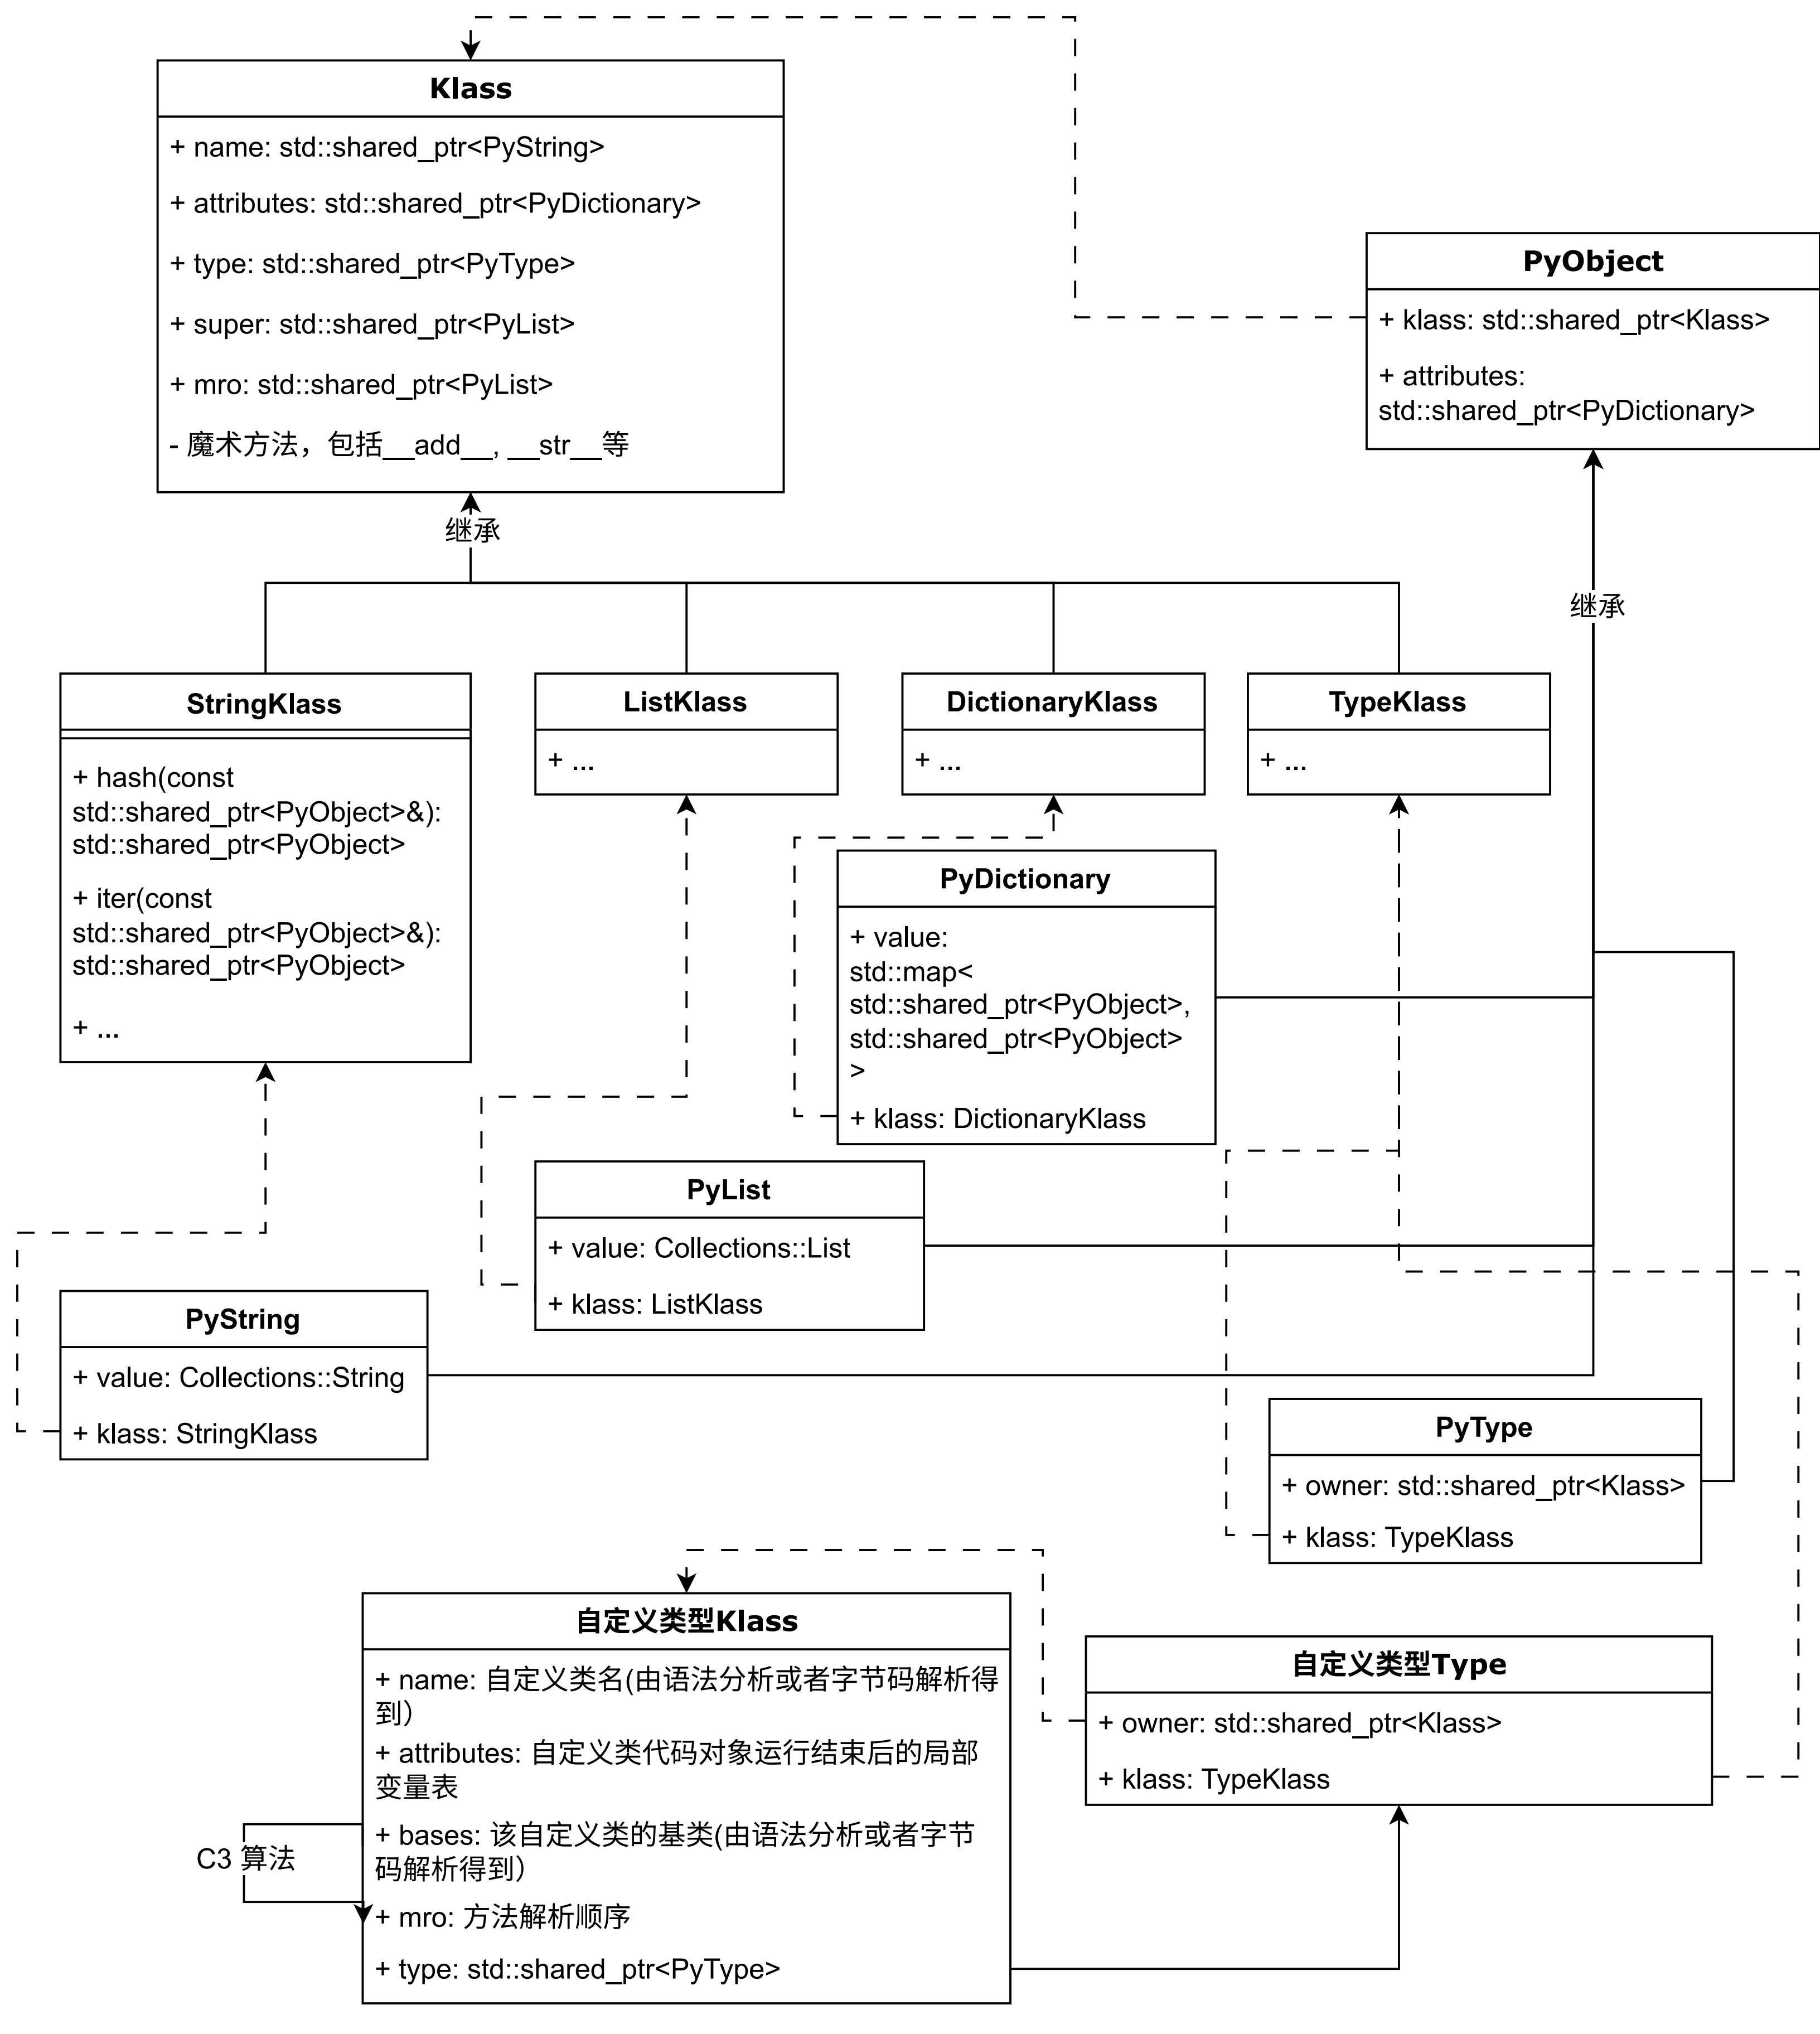 Klass
+ name: std::shared_ptr<PyString>
+ attributes: std::shared_ptr<PyDictionary>
+ type: std::shared_ptr<PyType>
+ super: std::shared_ptr<PyList>
+ mro: std::shared_ptr<PyList>
- 魔术方法，包括__add__, __str__等
PyObject
+ klass: std::shared_ptr<Klass>
+ attributes:
std::shared_ptr<PyDictionary>
继承
继承
StringKlass
+ hash(const
std::shared_ptr<PyObject>&):
std::shared_ptr<PyObject>
+ iter(const
std::shared_ptr<PyObject>&):
std::shared_ptr<PyObject>
+ ...
ListKlass
+ ...
DictionaryKlass
+ ...
TypeKlass
+ ...
PyDictionary
+ value:
std::map<
std::shared_ptr<PyObject>,
std::shared_ptr<PyObject>
>
+ klass: DictionaryKlass
PyList
+ value: Collections::List
+ klass: ListKlass
PyString
+ value: Collections::String
+ klass: StringKlass
PyType
+ owner: std::shared_ptr<Klass>
+ klass: TypeKlass
自定义类型Klass
+ name: 自定义类名(由语法分析或者字节码解析得
到）
+ attributes: 自定义类代码对象运行结束后的局部
变量表
+ bases: 该自定义类的基类(由语法分析或者字节
码解析得到）
+ mro: 方法解析顺序
+ type: std::shared_ptr<PyType>
C3 算法
自定义类型Type
+ owner: std::shared_ptr<Klass>
+ klass: TypeKlass